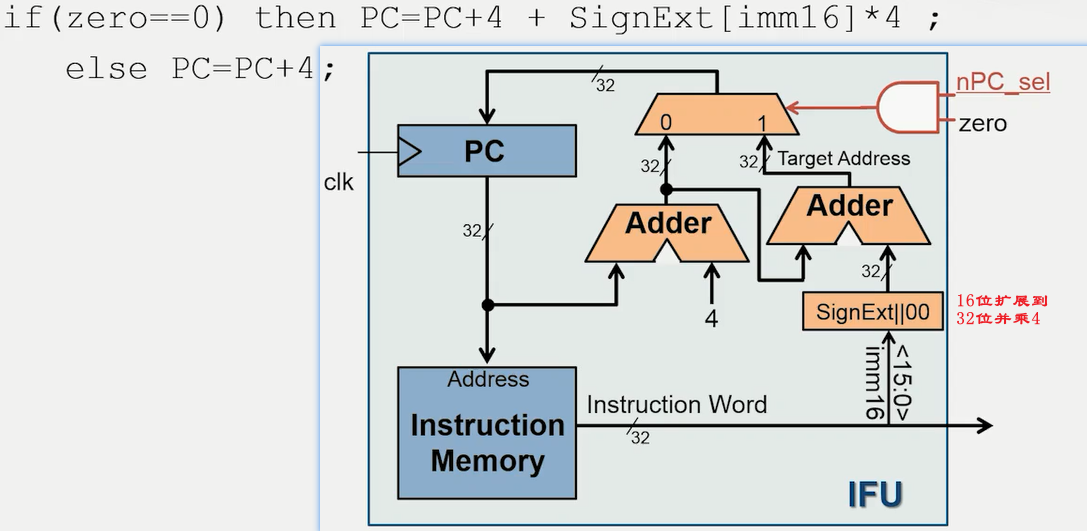 if(zero==0) then PC=PC+4 + SignExt[imm16]*4 ;
else PC=PC+4;
32
nPC_sel
0
1
zero
PC
32
32
Target Address
clk
Adder
Adder
32
32
SignExt||00
16位扩展到
32位并乘4
4
Address
imm16
<15:0>
Instruction Word
Instruction
Memory
32
IFU